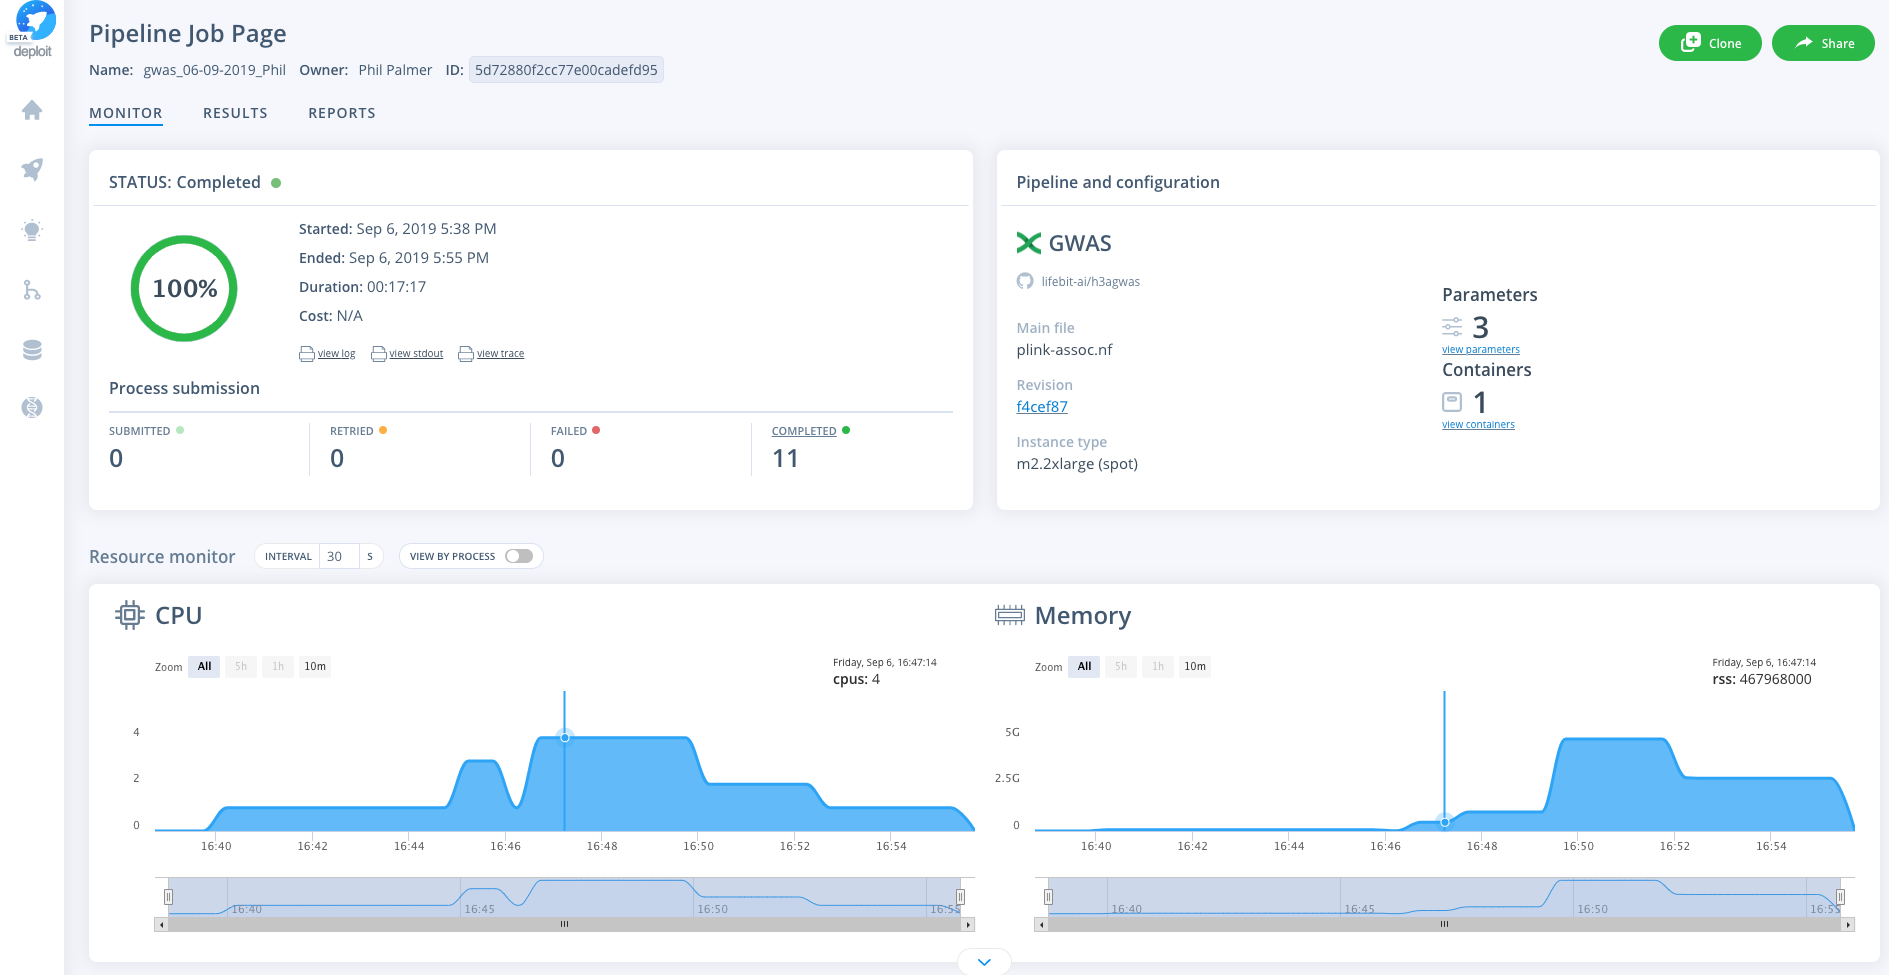 BETA
deploit
Pipeline Job Page
Name: gwas_06-09-2019_Phil Owner: Phil Palmer ID: 5d72880f2cc77e00cadefd95
Clone
Share
MONITOR RESULTS REPORTS
STATUS: Completed
100%
Started: Sep 6, 2019 5:38 PM
Ended: Sep 6, 2019 5:55 PM
Duration: 00:17:17
Cost: N/A
view log view stdout view trace
Process submission
SUBMITTED RETRIED FAILED COMPLETED
0 0 0 11
Pipeline and configuration
GWAS
lifebit-ai/h3agwas
Main file
plink-assoc.nf
Revision
f4cef87
Instance type
m2.2xlarge (spot)
Parameters
3
view parameters
Containers
1
view containers
Resource monitor INTERVAL 30 S VIEW BY PROCESS
CPU
Zoom All 5h 1h 10m
Friday, Sep 6, 16:47:14
cpus: 4
4
2
0
16:40 16:42 16:44 16:46 16:48 16:50 16:52 16:54
16:40 16:45 16:50 16:55
Memory
Zoom All 5h 1h 10m
Friday, Sep 6, 16:47:14
rss: 467968000
5G
2.5G
0
16:40 16:42 16:44 16:46 16:48 16:50 16:52 16:54
16:40 16:45 16:50 16:55